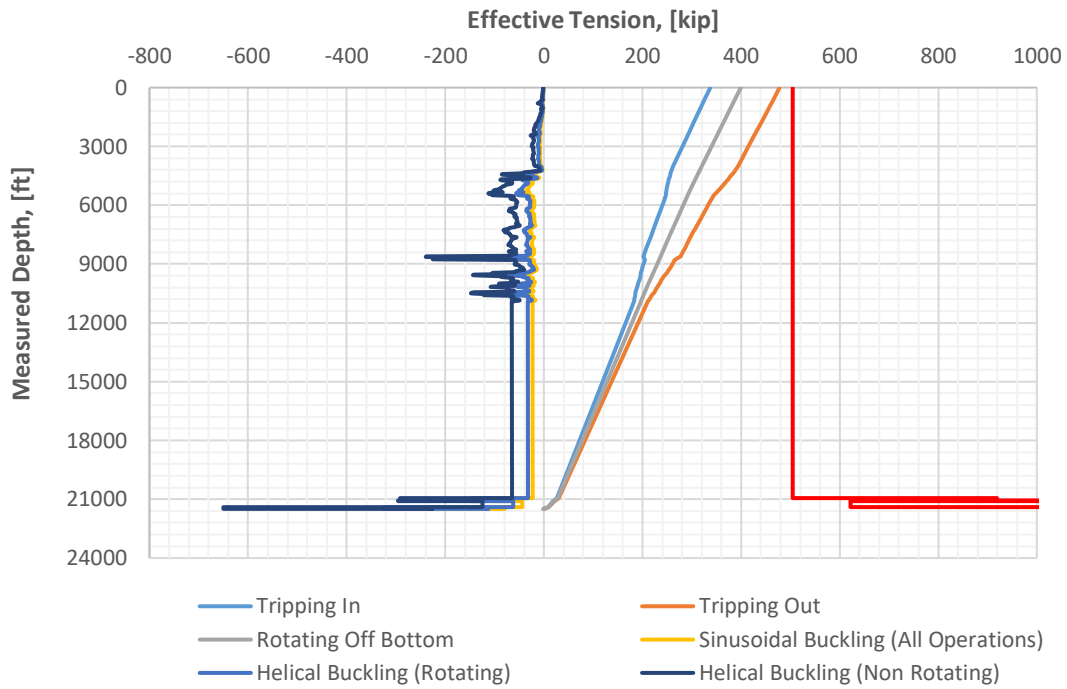 Effective Tension, [kip]
-800 -600 -400 -200 0 200 400 600 800 1000
Measured Depth, [ft]
0
3000
6000
9000
12000
15000
18000
21000
24000
Tripping In
Tripping Out
Rotating Off Bottom
Sinusoidal Buckling (All Operations)
Helical Buckling (Rotating)
Helical Buckling (Non Rotating)